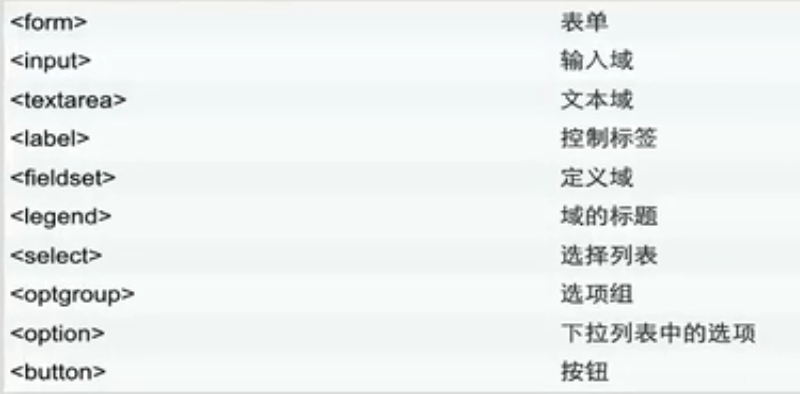 <form> 表单
<input> 输入域
<textarea> 文本域
<label> 控制标签
<fieldset> 定义域
<legend> 域的标题
<select> 选择列表
<optgroup> 选项组
<option> 下拉列表中的选项
<button> 按钮